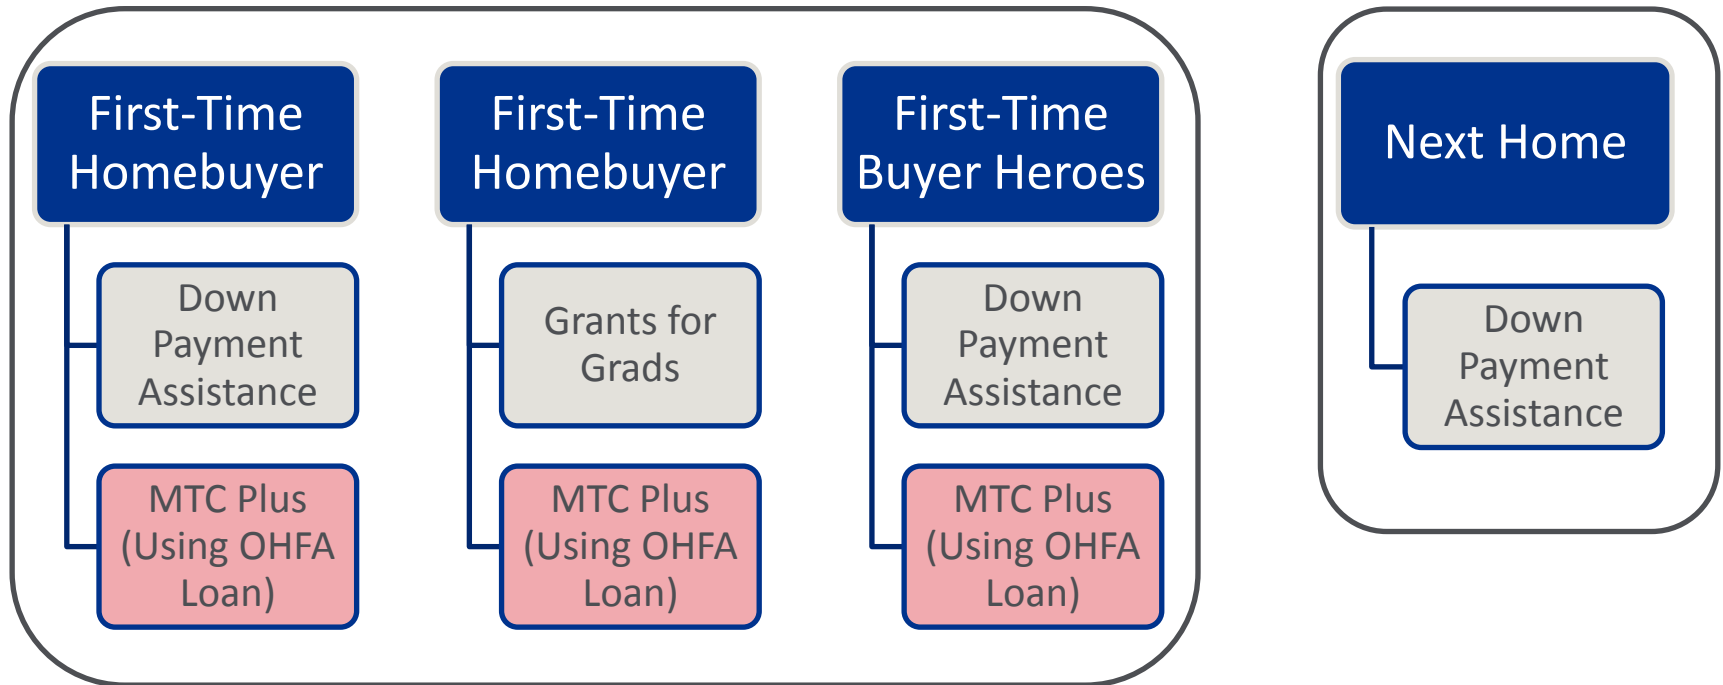 First-Time
Homebuyer
Down
Payment
Assistance
MTC Plus
(Using OHFA
Loan)
First-Time
Homebuyer
Grants for
Grads
MTC Plus
(Using OHFA
Loan)
First-Time
Buyer Heroes
Down
Payment
Assistance
MTC Plus
(Using OHFA
Loan)
Next Home
Down
Payment
Assistance